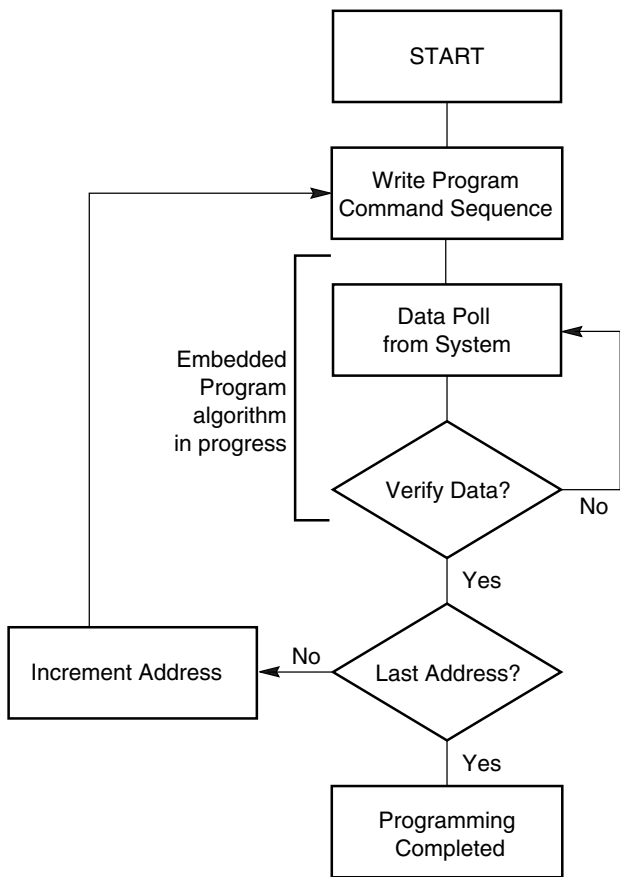 START
Write Program
Command Sequence
Data Poll
from System
Embedded
Program
algorithm
in progress
Verify Data?
No
Yes
No
Increment Address
Last Address?
Yes
Programming
Completed